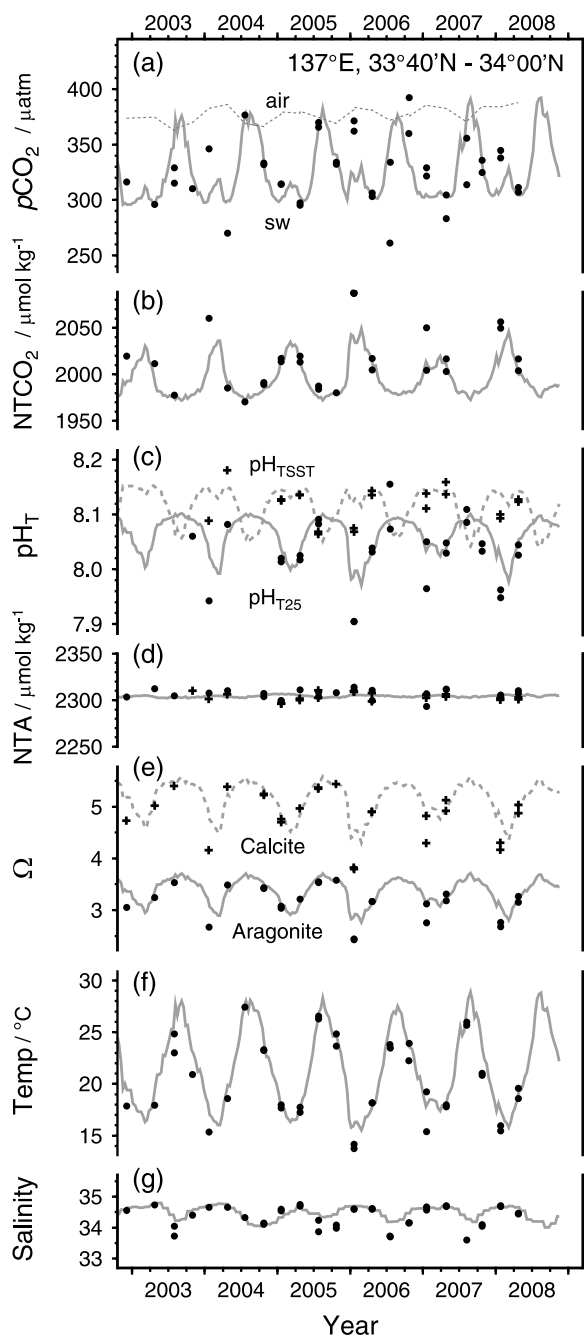 2003 2004 2005 2006 2007 2008
(a) 137°E, 33°40'N - 34°00'N
air
sw
pCO2 / μatm
400
350
300
250
(b)
NTCO2 / μmol kg-1
2050
2000
1950
(c)
pHTSST
pHT25
pHT
8.2
8.1
8.0
7.9
(d)
NTA / μmol kg-1
2350
2300
2250
(e)
Calcite
Aragonite
Ω
5
4
3
(f)
Temp / °C
30
25
20
15
(g)
Salinity
35
34
33
2003 2004 2005 2006 2007 2008
Year